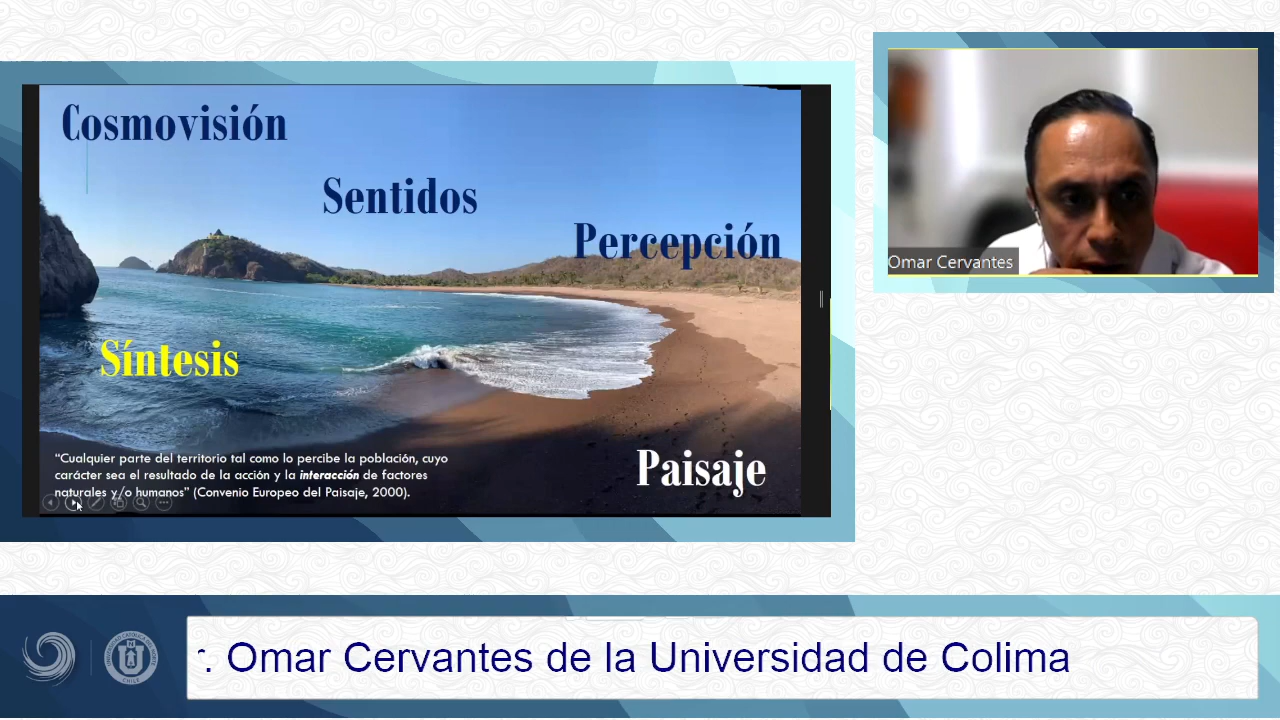 Cosmovisión
Sentidos
Percepción
Síntesis
Paisaje
“Cualquier parte del territorio tal como lo percibe la población, cuyo
carácter sea el resultado de la acción y la interacción de factores
naturales y/o humanos” (Convenio Europeo del Paisaje, 2000).
Omar Cervantes
r. Omar Cervantes de la Universidad de Colima